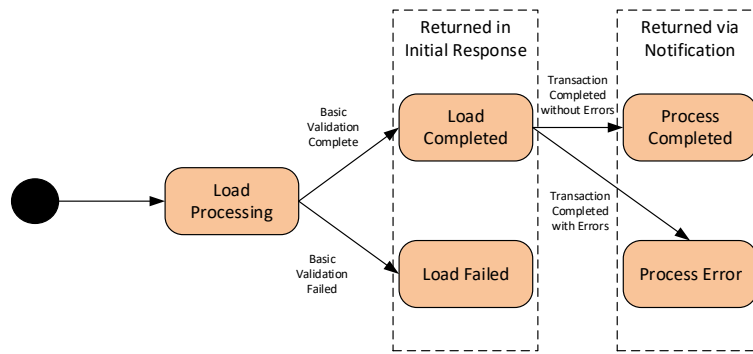 Returned in
Initial Response
Returned via
Notification
Transaction
Completed
without Errors
Basic
Validation
Complete
Load
Completed
Process
Completed
Load
Processing
Transaction
Completed
with Errors
Basic
Validation
Failed
Load Failed
Process Error